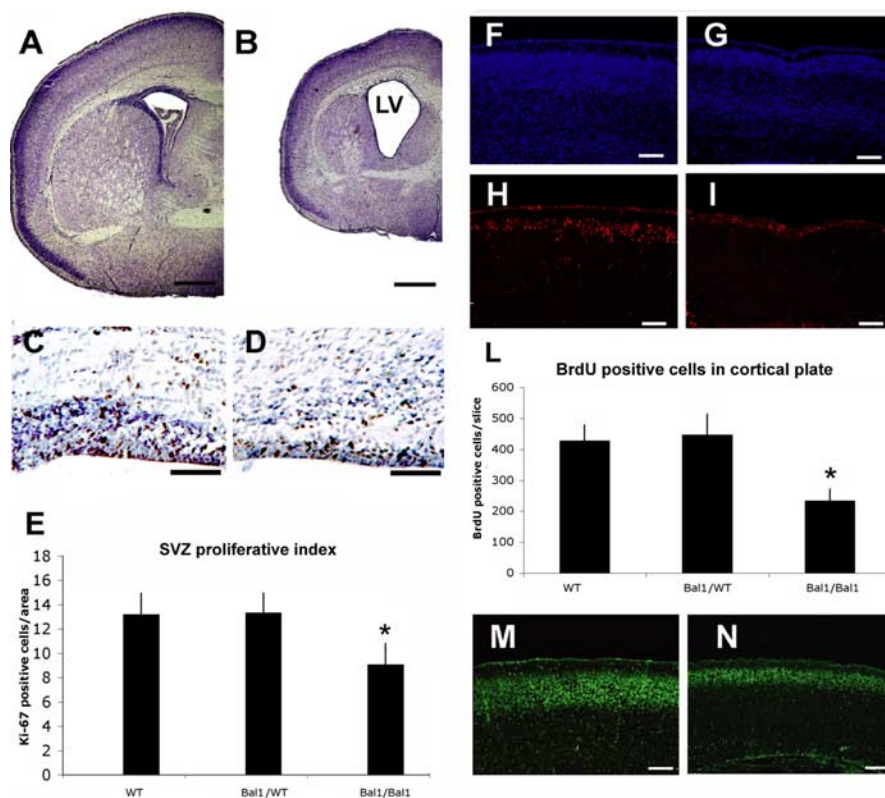 A
B
LV
C
D
E
SVZ proliferative index
Ki-67 positive cells/area
18
16
14
12
10
8
6
4
2
0
*
WT
Bal1/WT
Bal1/Bal1
F
G
H
I
L
BrdU positive cells in cortical plate
BrdU positive cells/slice
600
500
400
300
200
100
0
*
WT
Bal1/WT
Bal1/Bal1
M
N